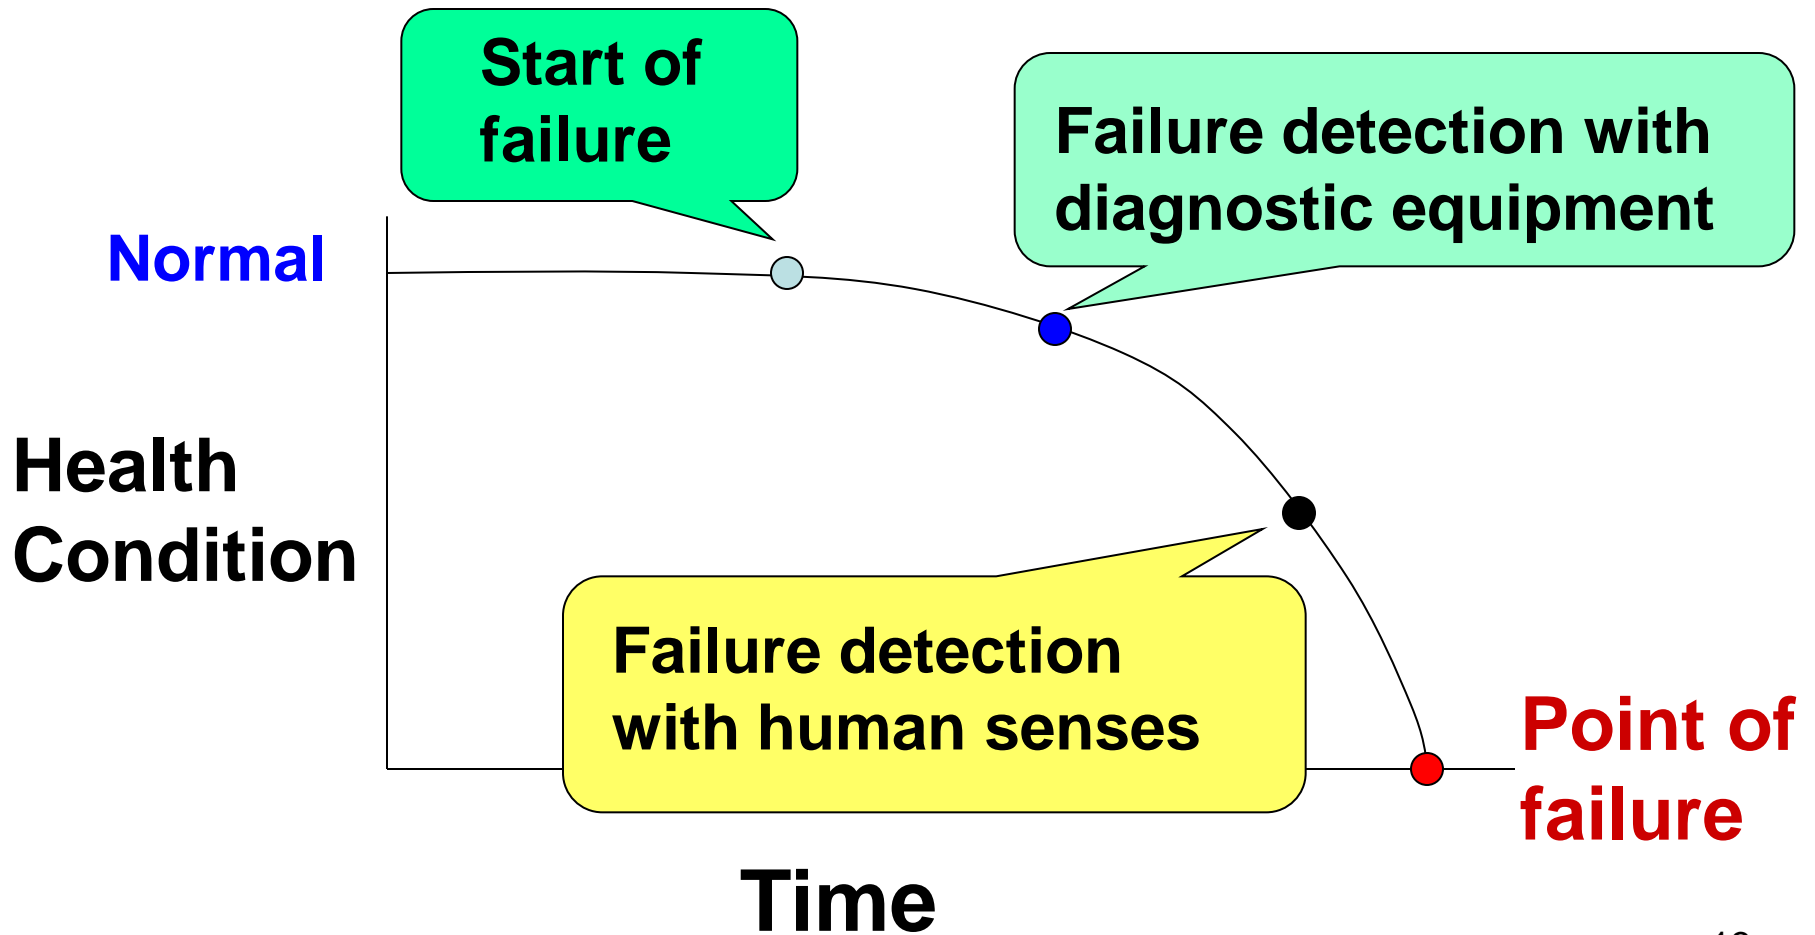 Start of
failure
Failure detection with
diagnostic equipment
Normal
Health
Condition
Failure detection
with human senses
Point of
failure
Time